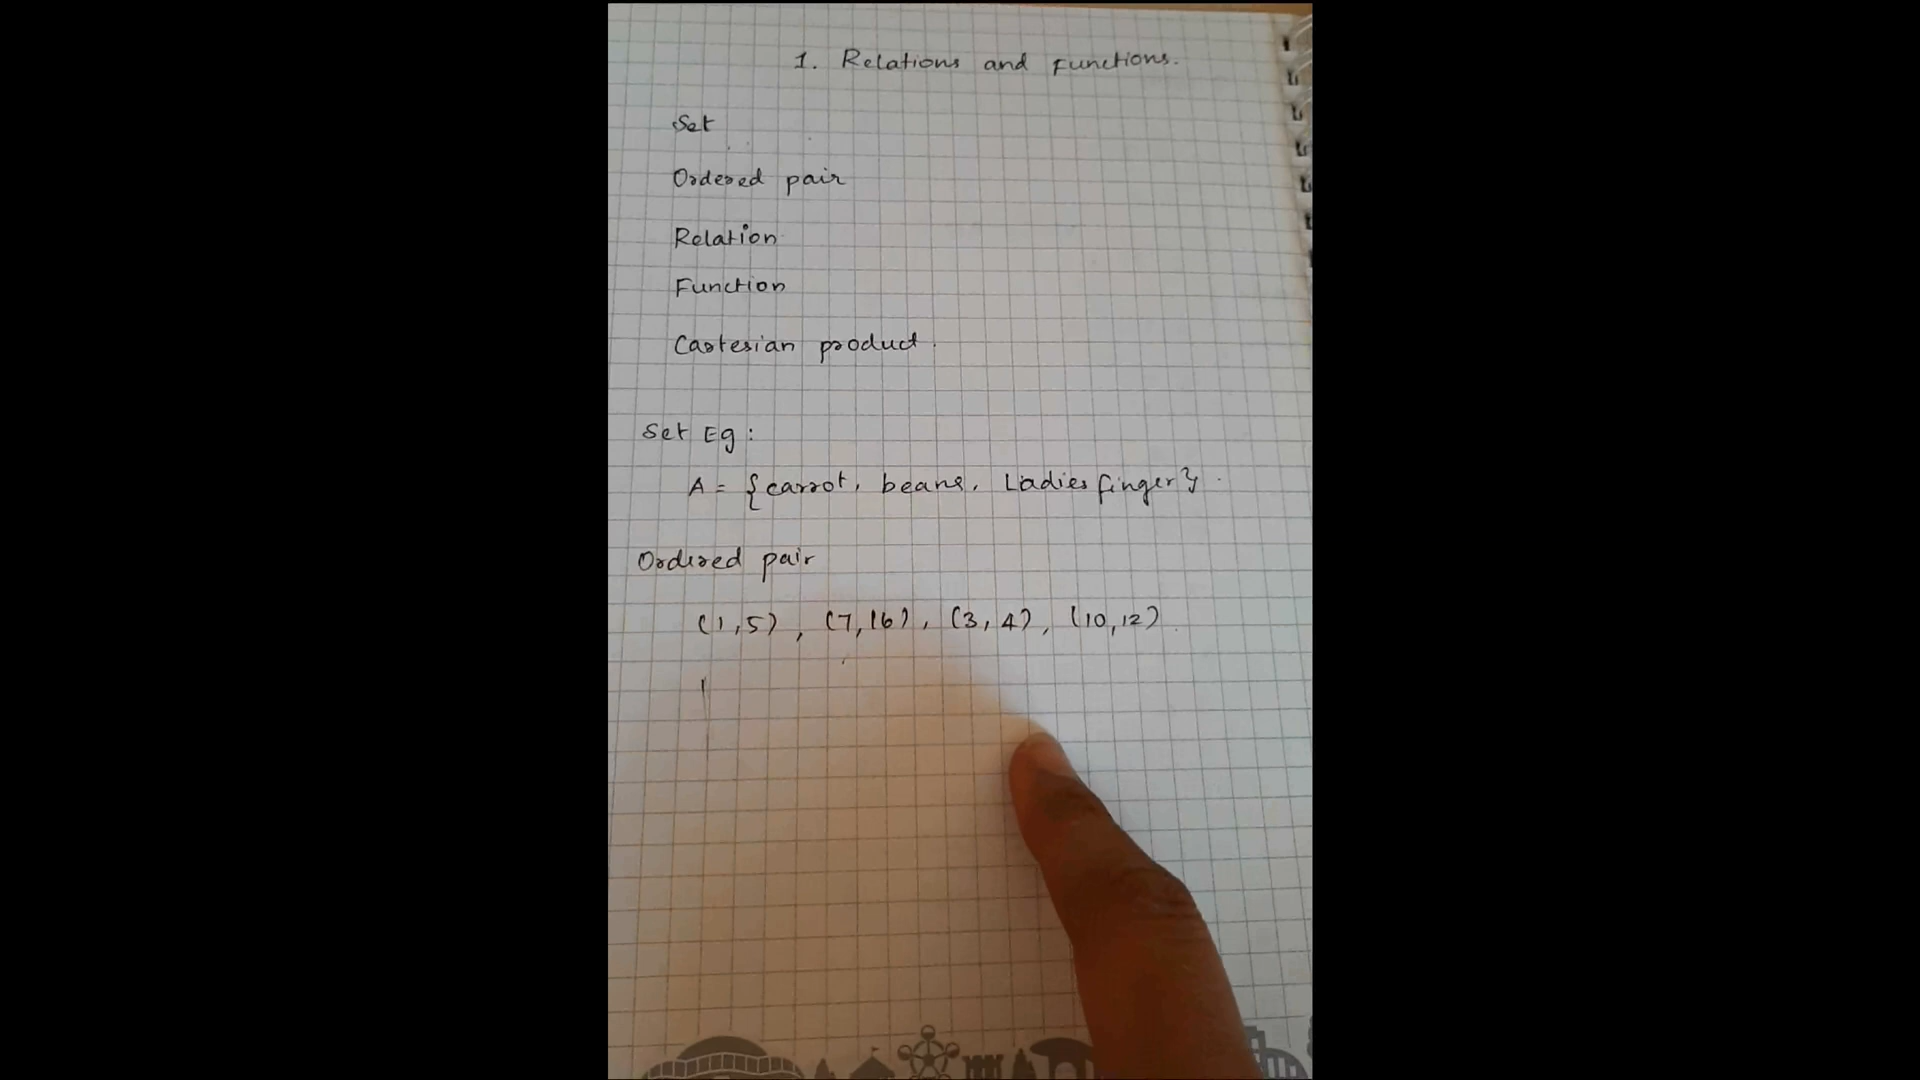 1. Relations and Functions.
Set
Ordered pair
Relation
Function
Cartesian product.
Set Eg:
A = {carrot, beans, Ladies finger}.
Ordered pair
(1,5), (7,16), (3,4), (10,12).